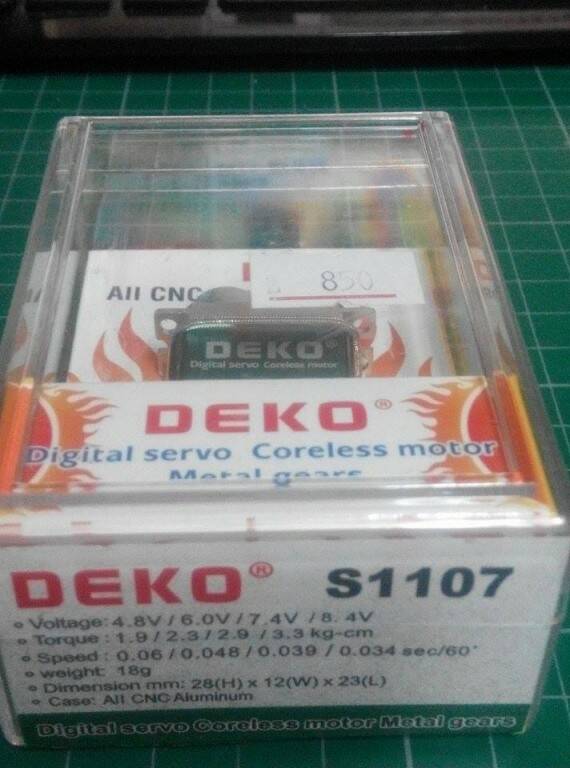 850
All CNC
DEKO®
Digital servo Coreless motor
DEKO®
Digital servo Coreless motor
Metal gears
DEKO® S1107
• Voltage: 4.8V / 6.0V / 7.4V / 8.4V
• Torque : 1.9 / 2.3 / 2.9 / 3.3 kg-cm
• Speed : 0.06 / 0.048 / 0.039 / 0.034 sec/60°
• weight: 18g
• Dimension mm: 28(H) x 12(W) x 23(L)
• Case: All CNC Aluminum
Digital servo Coreless motor Metal gears